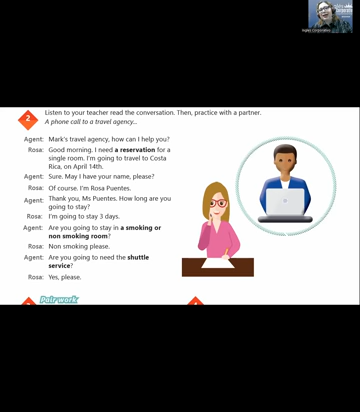 2
Listen to your teacher read the conversation. Then, practice with a partner.
A phone call to a travel agency...
Agent: Mark's travel agency, how can I help you?
Rosa: Good morning. I need a reservation for a
single room. I'm going to travel to Costa
Rica, on April 14th.
Agent: Sure. May I have your name, please?
Rosa: Of course. I'm Rosa Puentes.
Agent: Thank you, Ms Puentes. How long are you
going to stay?
Rosa: I'm going to stay 3 days.
Agent: Are you going to stay in a smoking or
non smoking room?
Rosa: Non smoking please.
Agent: Are you going to need the shuttle
service?
Rosa: Yes, please.
Pair work